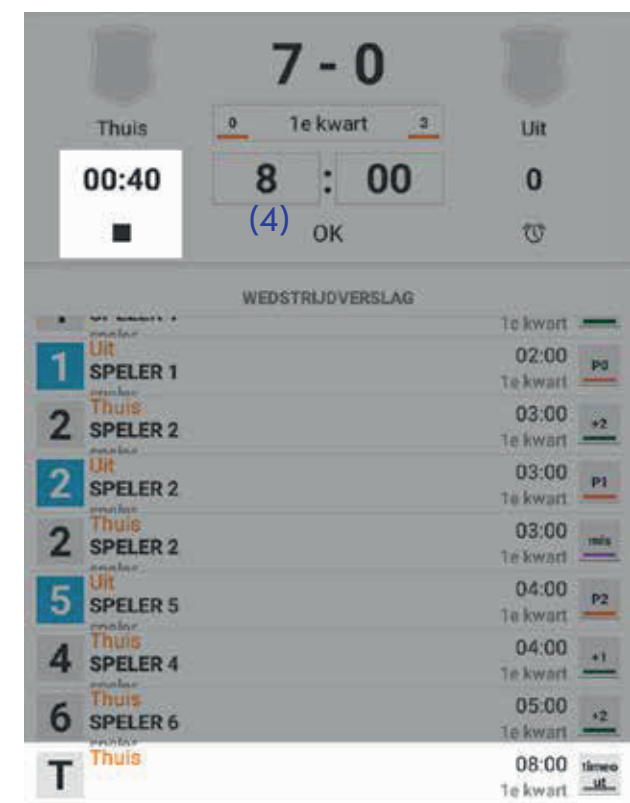 7 - 0
Thuis
0 1e kwart 3
Uit
00:40
8 : 00
0
(4)
OK
WEDSTRIJDVERSLAG
1e kwart
Uit
1 SPELER 1
02:00
1e kwart
P0
Thuis
2 SPELER 2
03:00
1e kwart
+2
Uit
2 SPELER 2
03:00
1e kwart
P1
Thuis
2 SPELER 2
03:00
1e kwart
mis
Uit
5 SPELER 5
04:00
1e kwart
P2
Thuis
4 SPELER 4
04:00
1e kwart
+1
Thuis
6 SPELER 6
05:00
1e kwart
+2
Thuis
T
08:00
1e kwart
timeo
ut